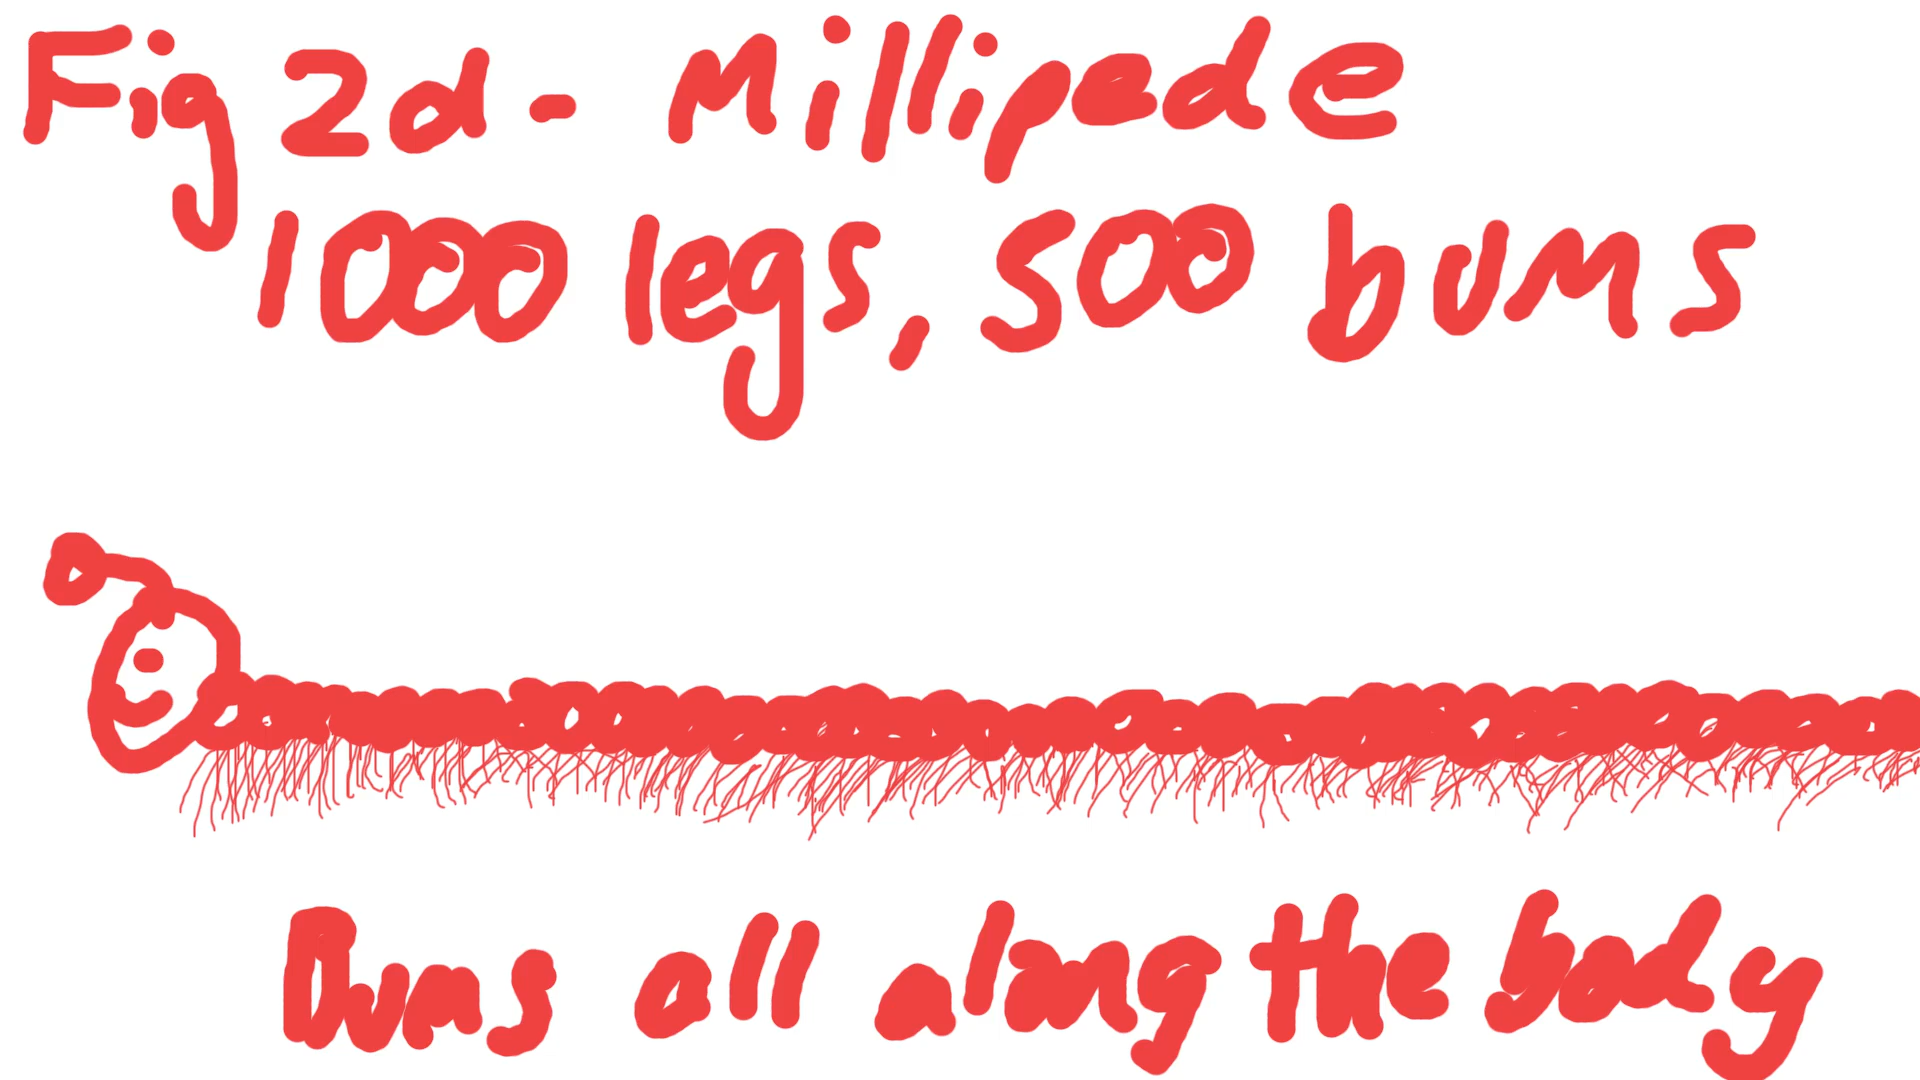 Fig 2d - Millipede
1000 legs, 500 bums
Bums all along the body